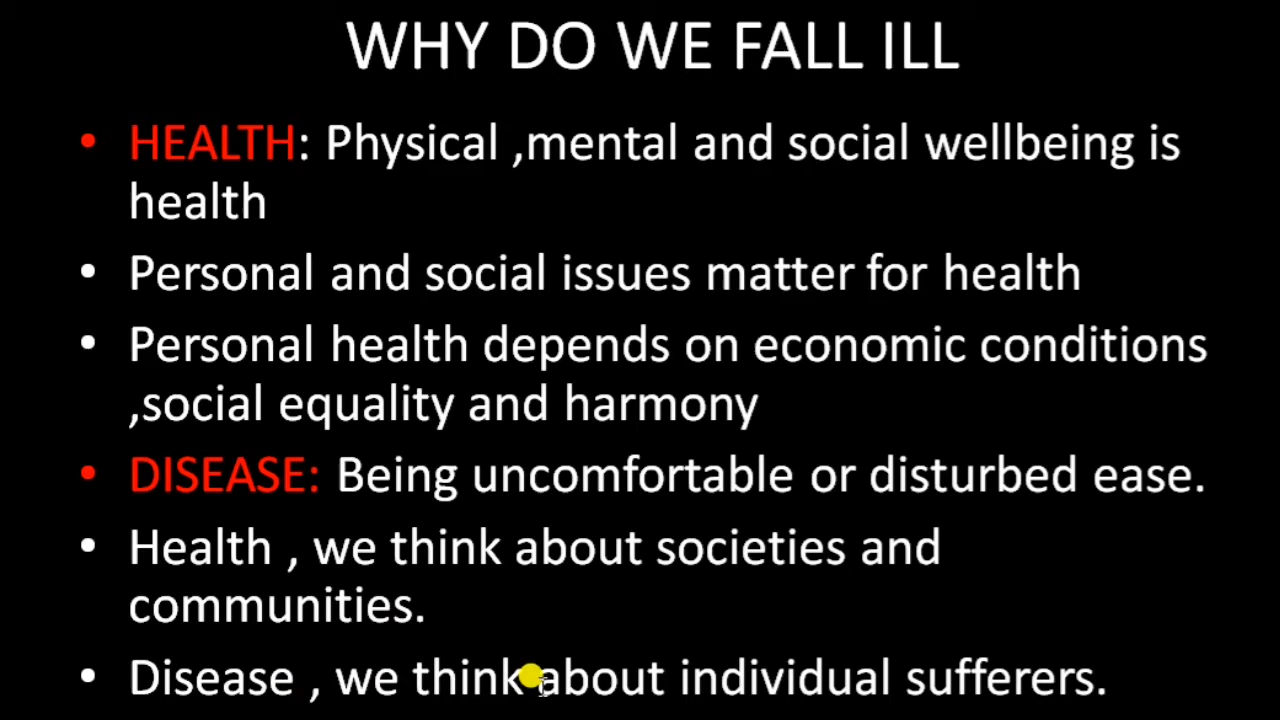 WHY DO WE FALL ILL
• HEALTH: Physical ,mental and social wellbeing is
health
• Personal and social issues matter for health
• Personal health depends on economic conditions
,social equality and harmony
• DISEASE: Being uncomfortable or disturbed ease.
• Health , we think about societies and
communities.
• Disease , we think about individual sufferers.